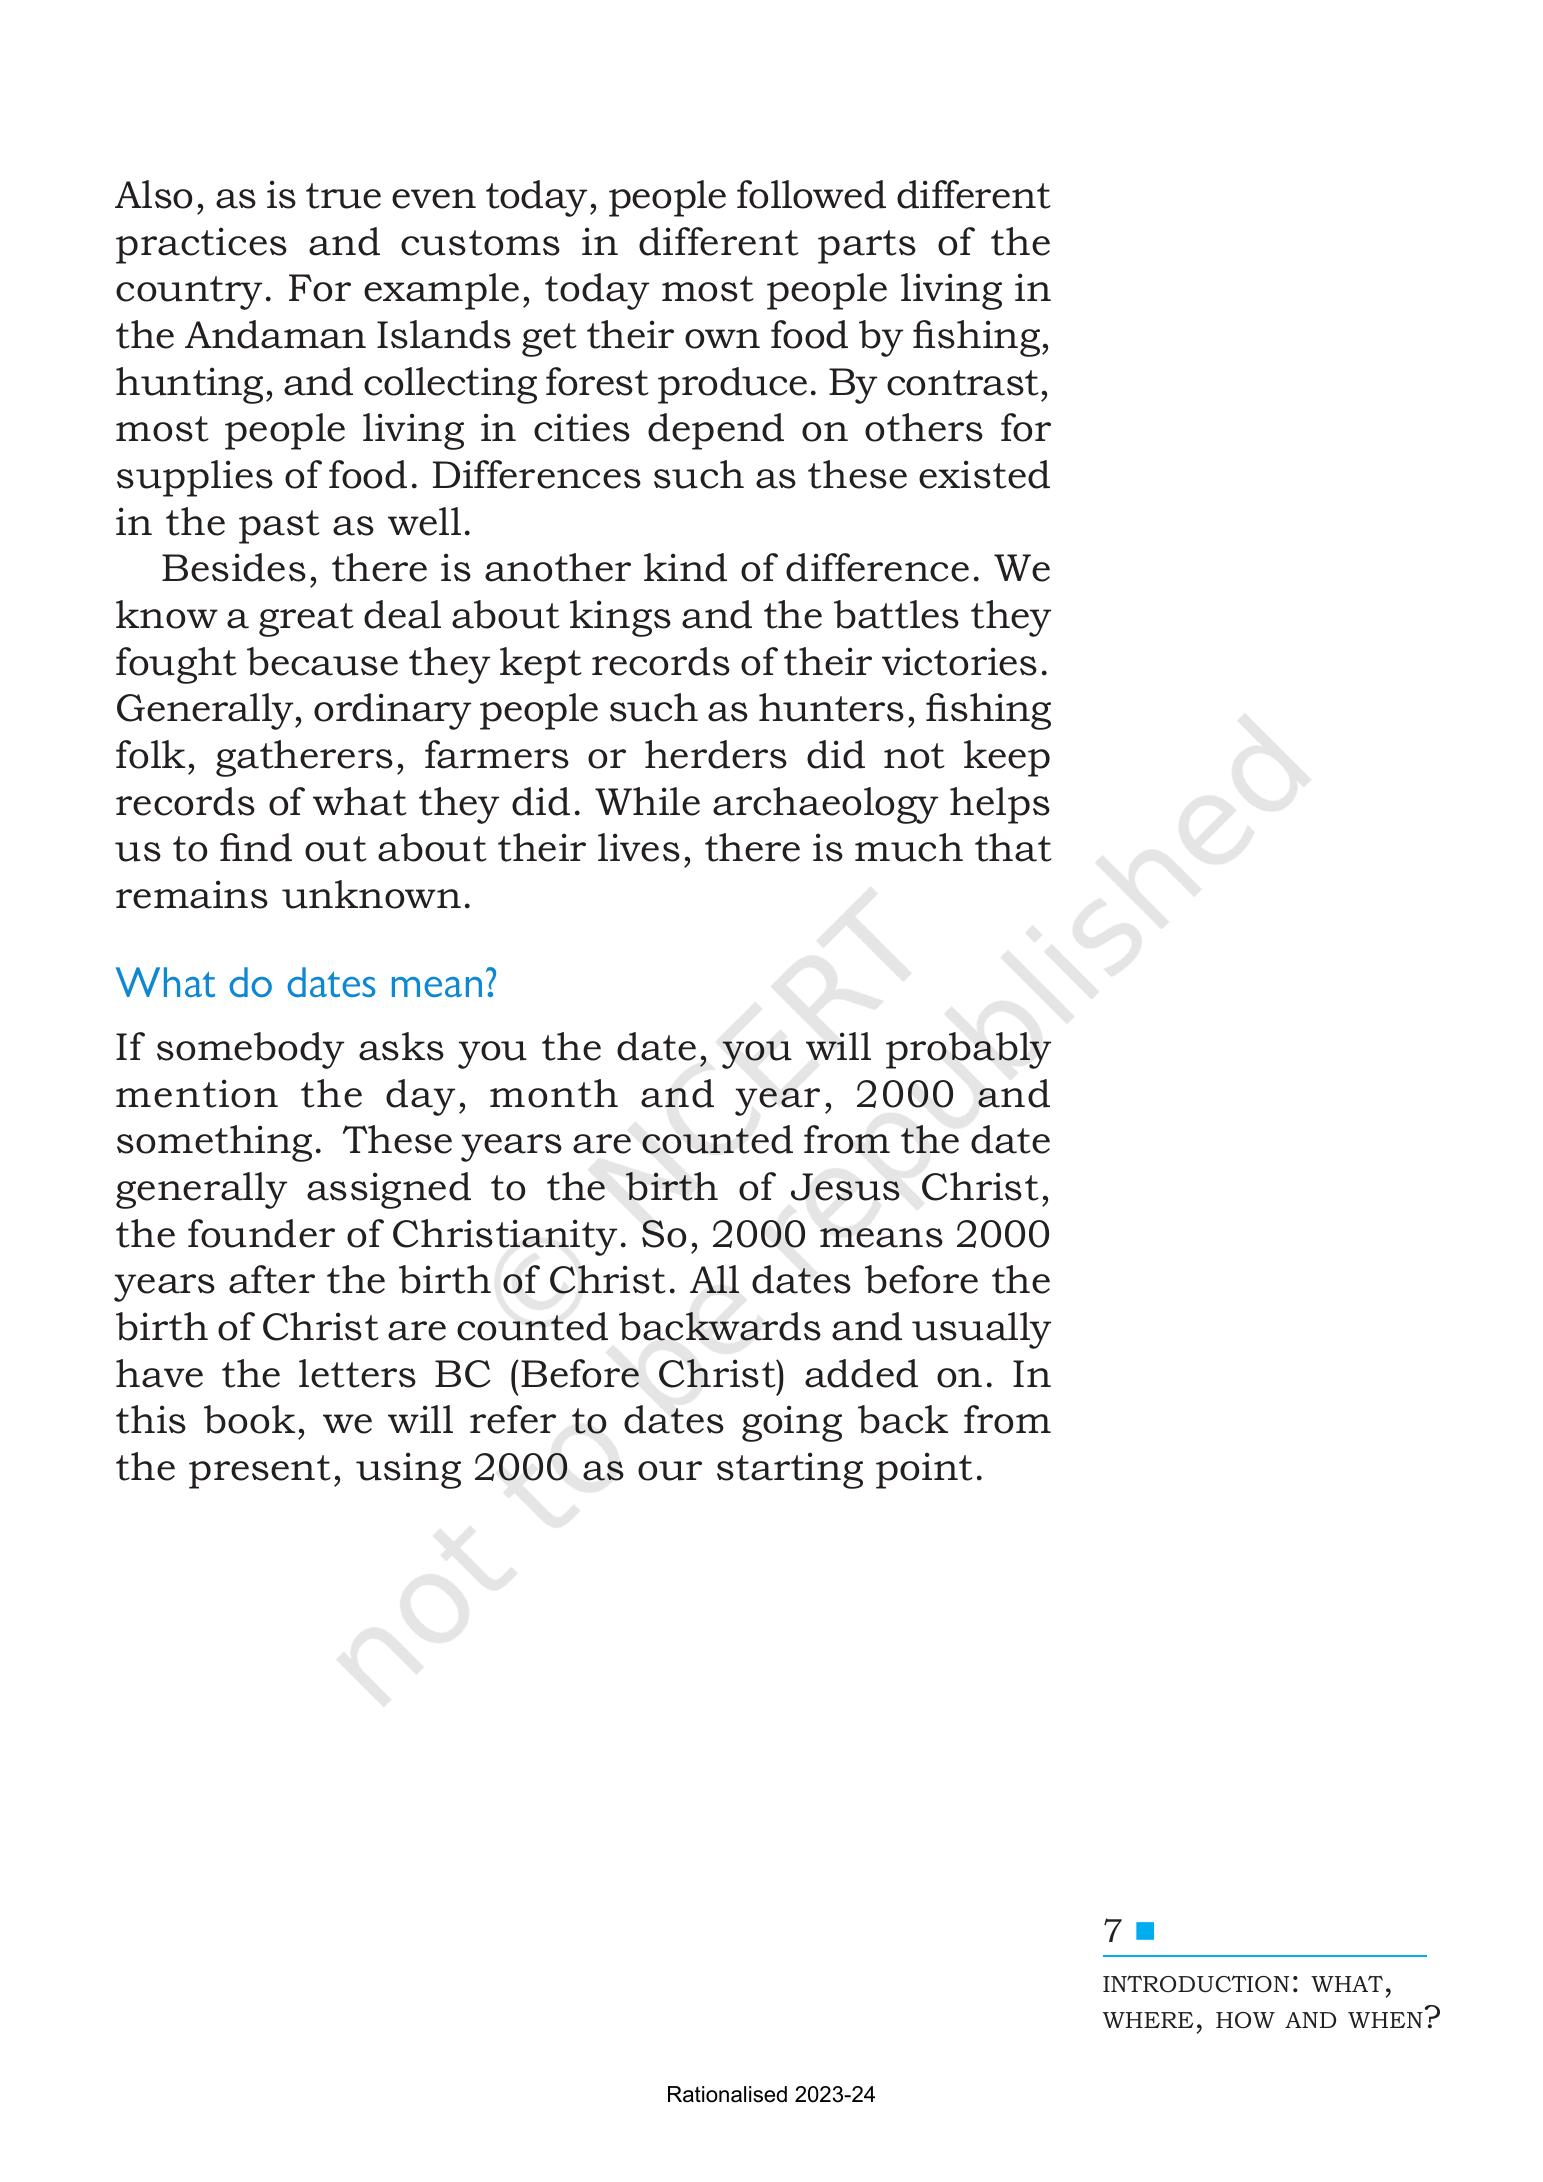 Also, as is true even today, people followed different
practices and customs in different parts of the
country. For example, today most people living in
the Andaman Islands get their own food by fishing,
hunting, and collecting forest produce. By contrast,
most people living in cities depend on others for
supplies of food. Differences such as these existed
in the past as well.
Besides, there is another kind of difference. We
know a great deal about kings and the battles they
fought because they kept records of their victories.
Generally, ordinary people such as hunters, fishing
folk, gatherers, farmers or herders did not keep
records of what they did. While archaeology helps
us to find out about their lives, there is much that
remains unknown.
What do dates mean?
If somebody asks you the date, you will probably
mention the day, month and year, 2000 and
something. These years are counted from the date
generally assigned to the birth of Jesus Christ,
the founder of Christianity. So, 2000 means 2000
years after the birth of Christ. All dates before the
birth of Christ are counted backwards and usually
have the letters BC (Before Christ) added on. In
this book, we will refer to dates going back from
the present, using 2000 as our starting point.
© NCERT
not to be republished
7
INTRODUCTION: WHAT,
WHERE, HOW AND WHEN?
Rationalised 2023-24